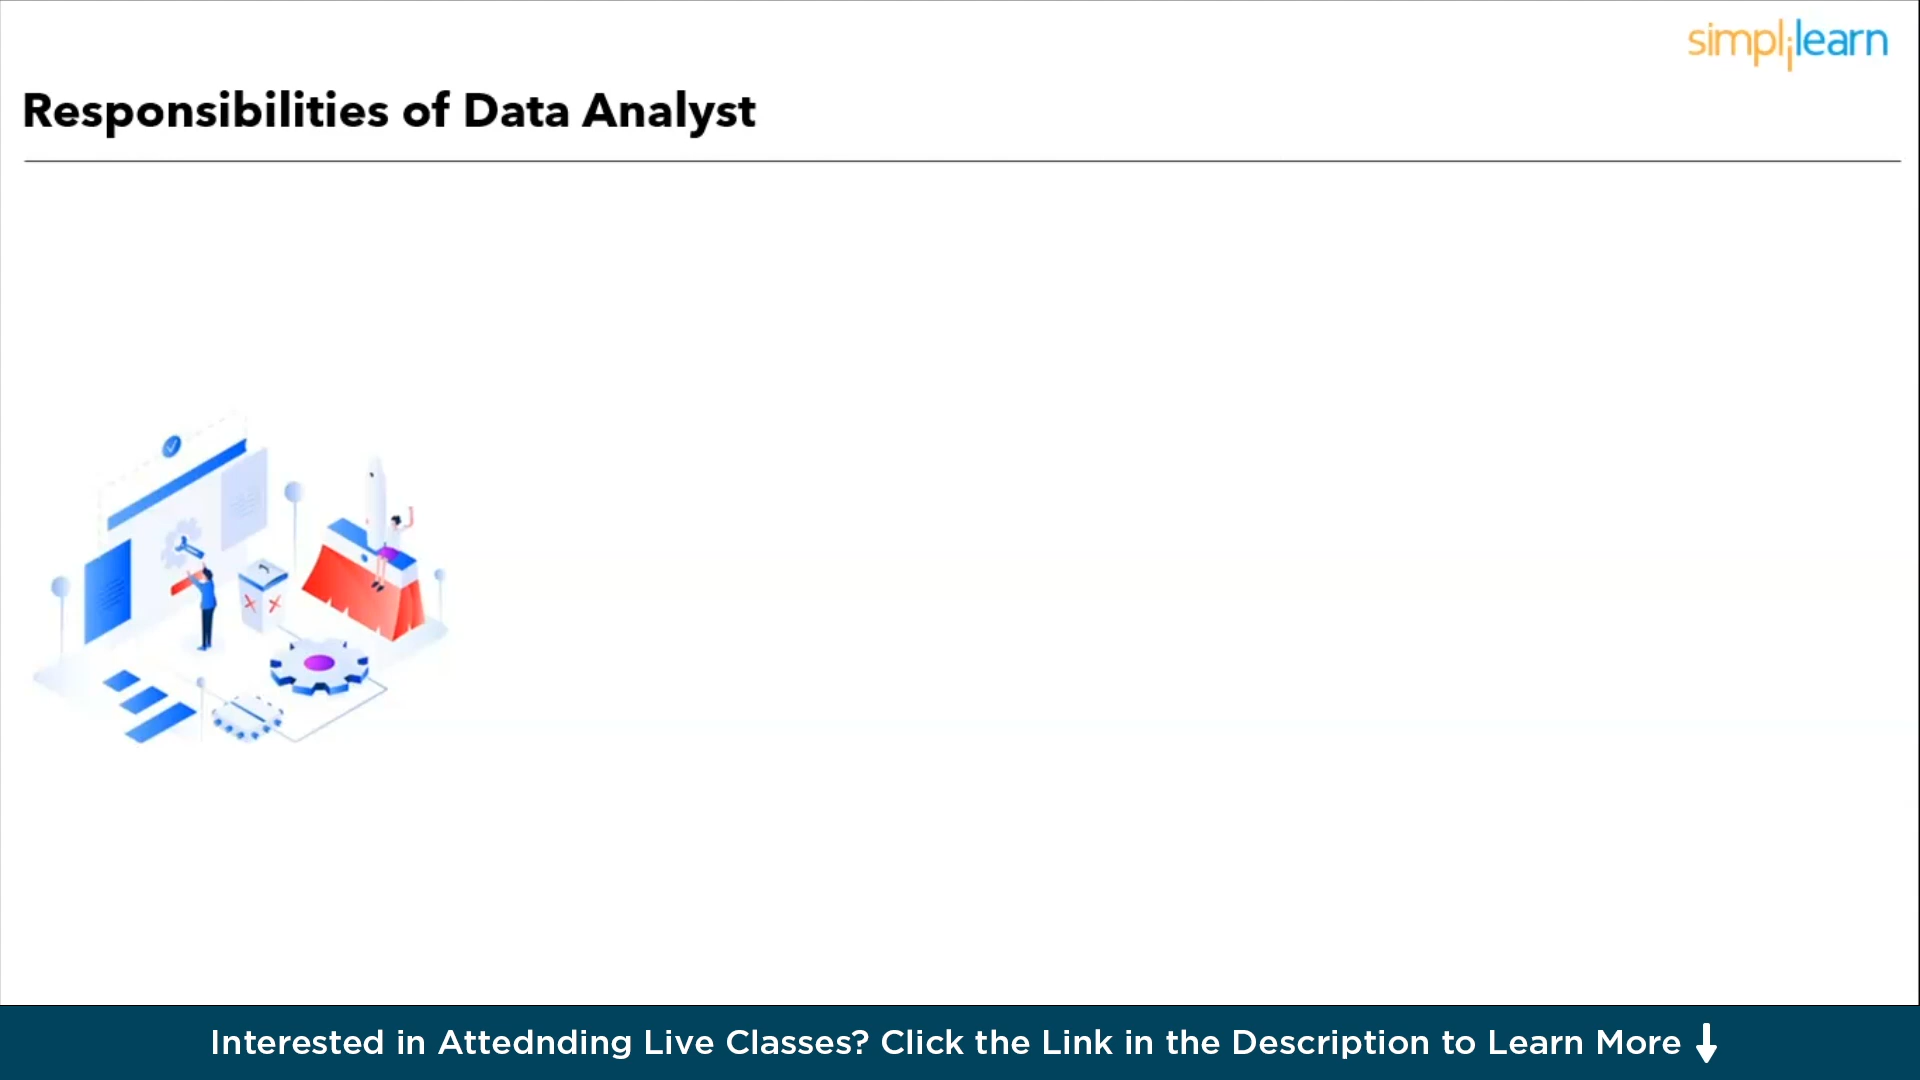 simplilearn
Responsibilities of Data Analyst
Interested in Attednding Live Classes? Click the Link in the Description to Learn More